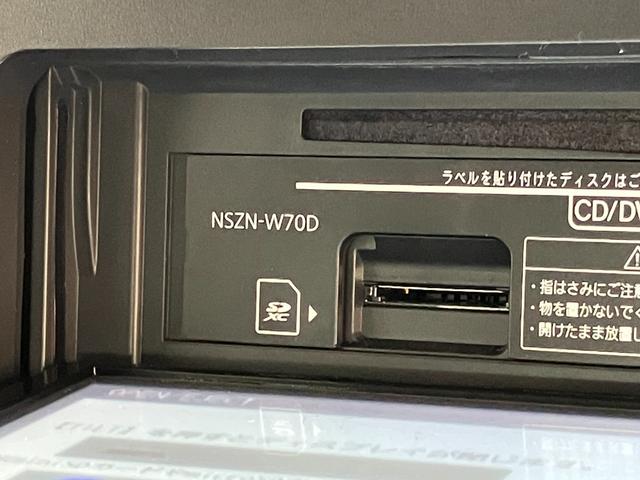 ラベルを貼り付けたディスクはご
CD/DV
NSZN-W70D
SD
XC
・指はさみにご注意
・物を置かないでく
・開けたまま放置し